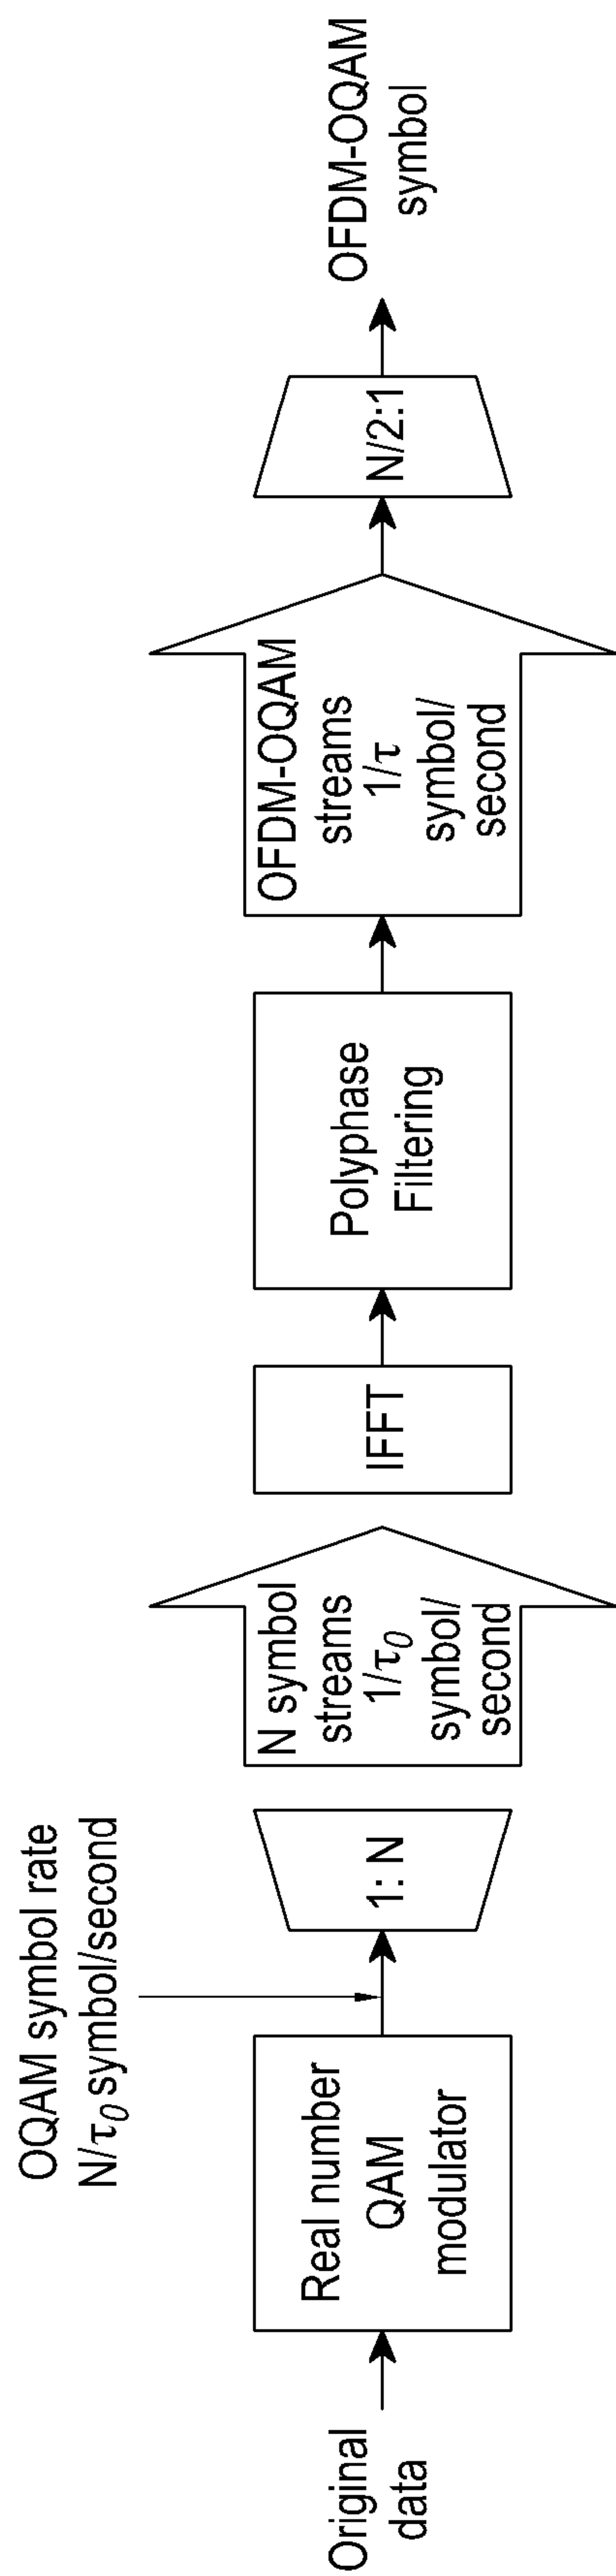 Original
data
Real number
QAM
modulator
OQAM symbol rate
N/τ0 symbol/second
1: N
N symbol
streams
1/τ0
symbol/
second
IFFT
Polyphase
Filtering
OFDM-OQAM
streams
1/τ
symbol/
second
N/2:1
OFDM-OQAM
symbol